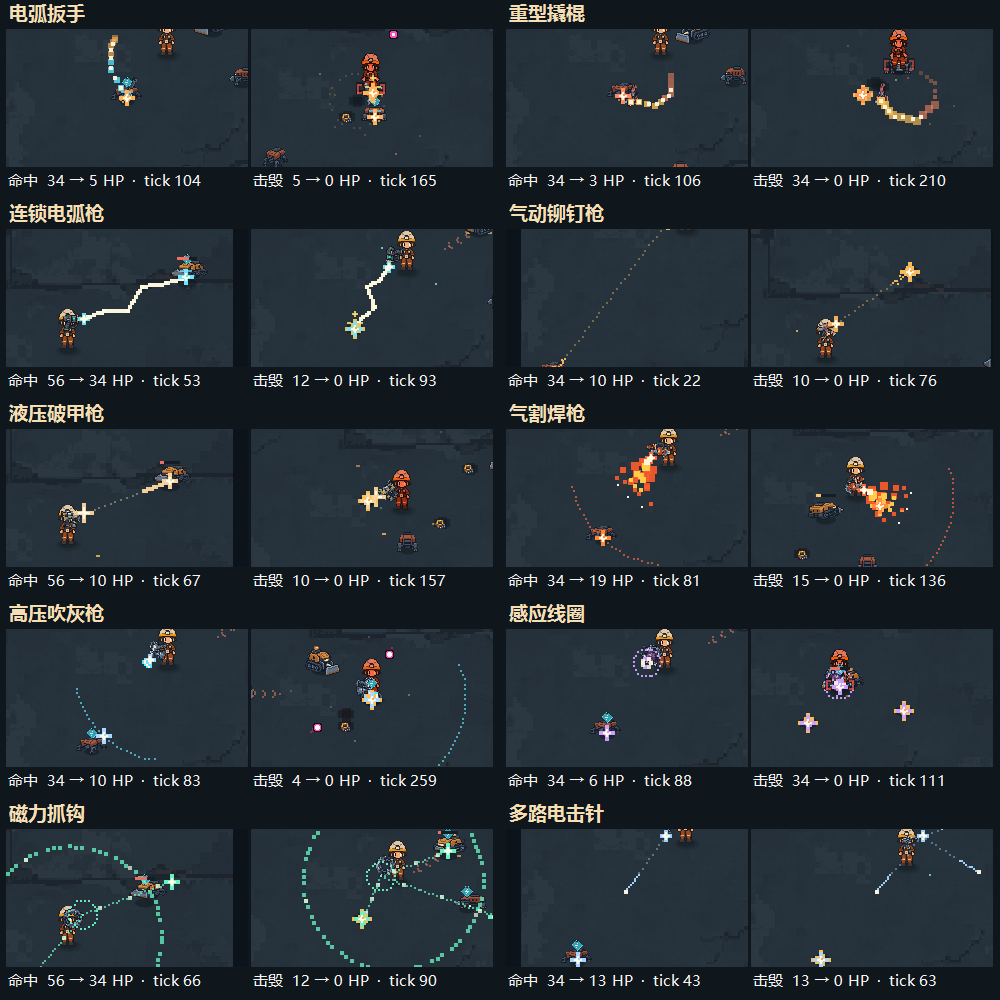 电弧扳手
重型撬棍
命中 34 → 5 HP · tick 104
击毁 5 → 0 HP · tick 165
命中 34 → 3 HP · tick 106
击毁 34 → 0 HP · tick 210
连锁电弧枪
气动铆钉枪
命中 56 → 34 HP · tick 53
击毁 12 → 0 HP · tick 93
命中 34 → 10 HP · tick 22
击毁 10 → 0 HP · tick 76
液压破甲枪
气割焊枪
命中 56 → 10 HP · tick 67
击毁 10 → 0 HP · tick 157
命中 34 → 19 HP · tick 81
击毁 15 → 0 HP · tick 136
高压吹灰枪
感应线圈
命中 34 → 10 HP · tick 83
击毁 4 → 0 HP · tick 259
命中 34 → 6 HP · tick 88
击毁 34 → 0 HP · tick 111
磁力抓钩
多路电击针
命中 56 → 34 HP · tick 66
击毁 12 → 0 HP · tick 90
命中 34 → 13 HP · tick 43
击毁 13 → 0 HP · tick 63